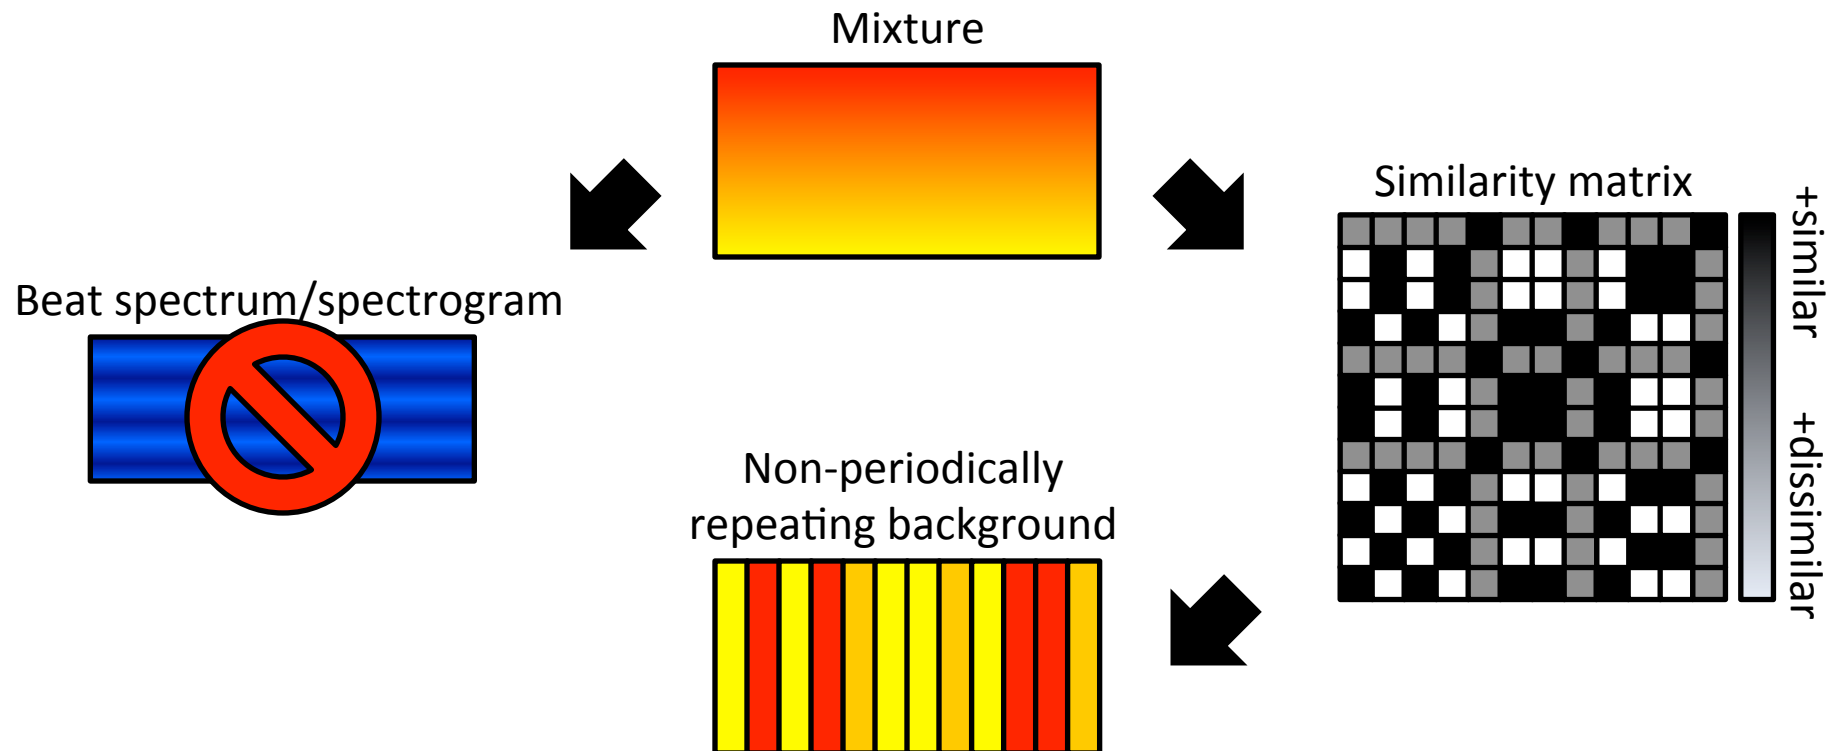 Mixture
Similarity matrix
+similar
+dissimilar
Beat spectrum/spectrogram
Non-periodically
repeating background